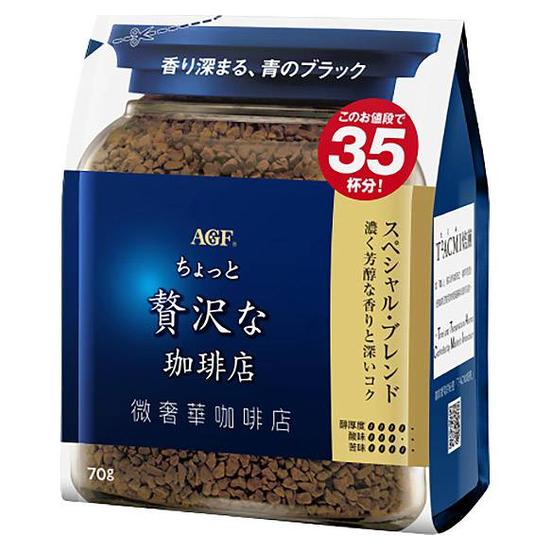 香り深まる、青のブラック
このお値段で
35
杯分!
AGF®
ちょっと
贅沢な
珈琲店
微奢華咖啡店
70g
スペシャル・ブレンド
濃く芳醇な香りと深いコク
醇厚度
酸味
苦味